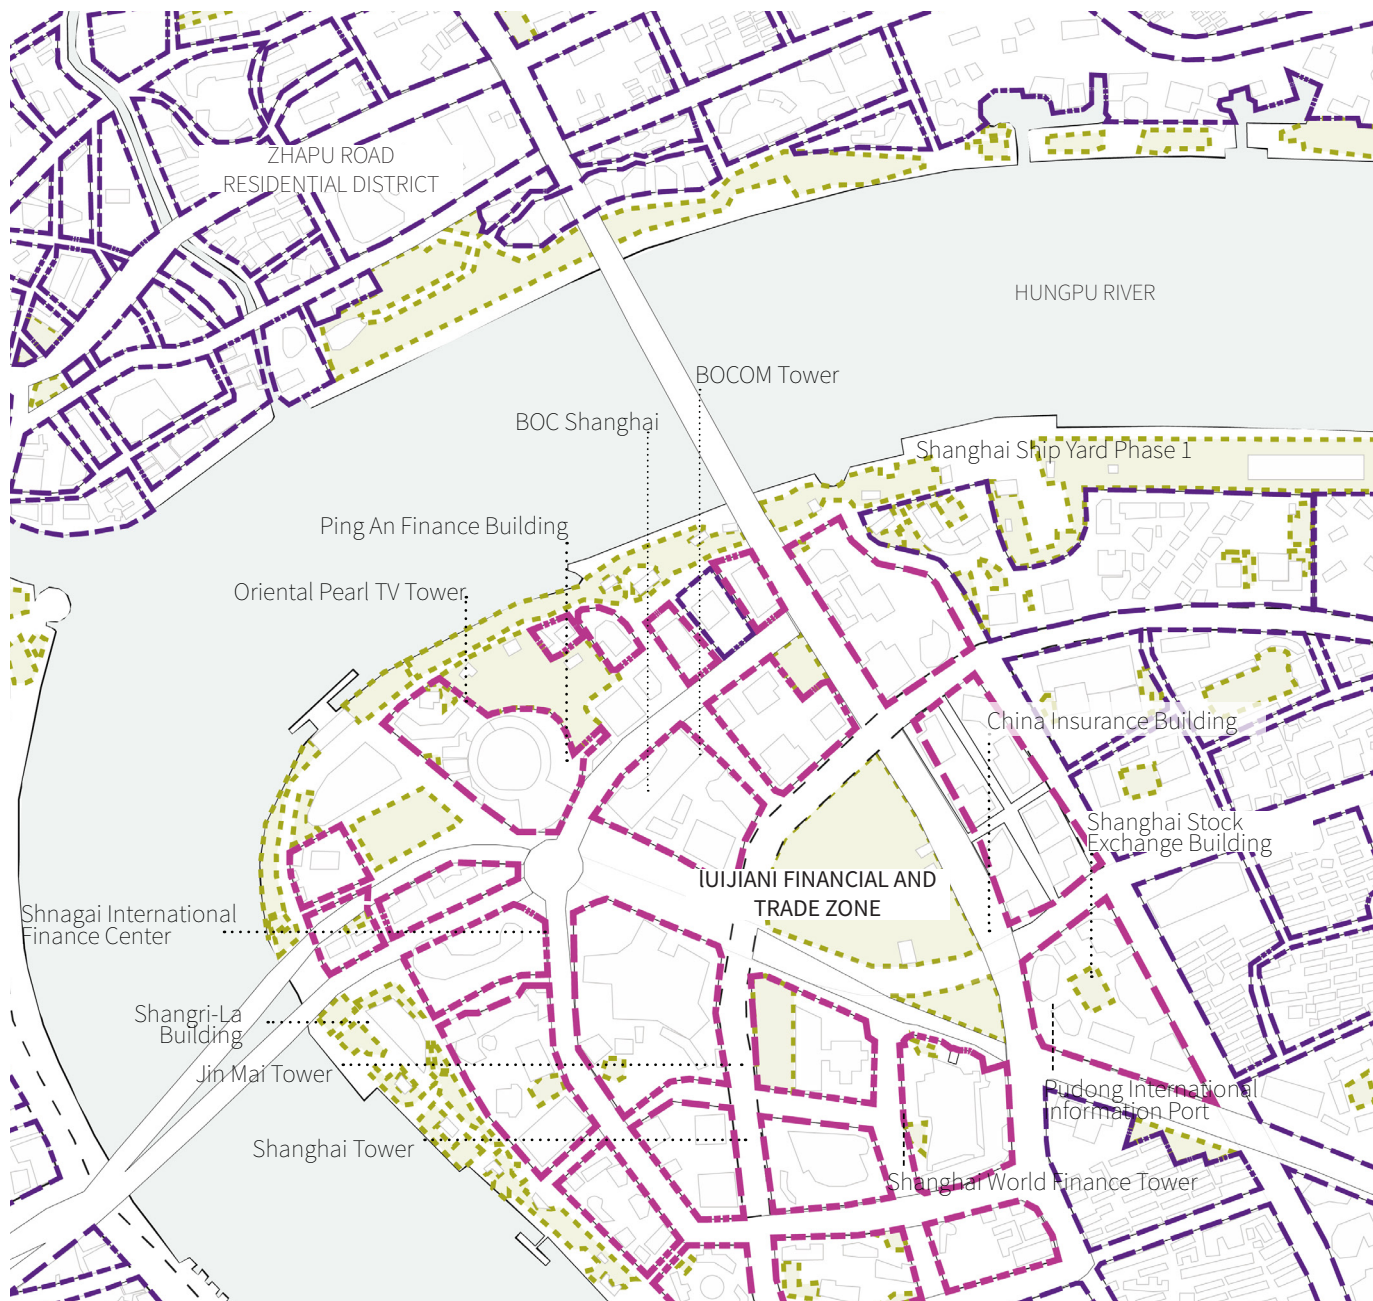 ZHAPU ROAD
RESIDENTIAL DISTRICT
HUNGPU RIVER
BOCOM Tower
BOC Shanghai
Shanghai Ship Yard Phase 1
Ping An Finance Building
Oriental Pearl TV Tower
China Insurance Building
Shanghai Stock
Exchange Building
IUIJIANI FINANCIAL AND
TRADE ZONE
Shnagai International
Finance Center
Shangri-La
Building
Jin Mai Tower
Pudong International
Information Port
Shanghai Tower
Shanghai World Finance Tower